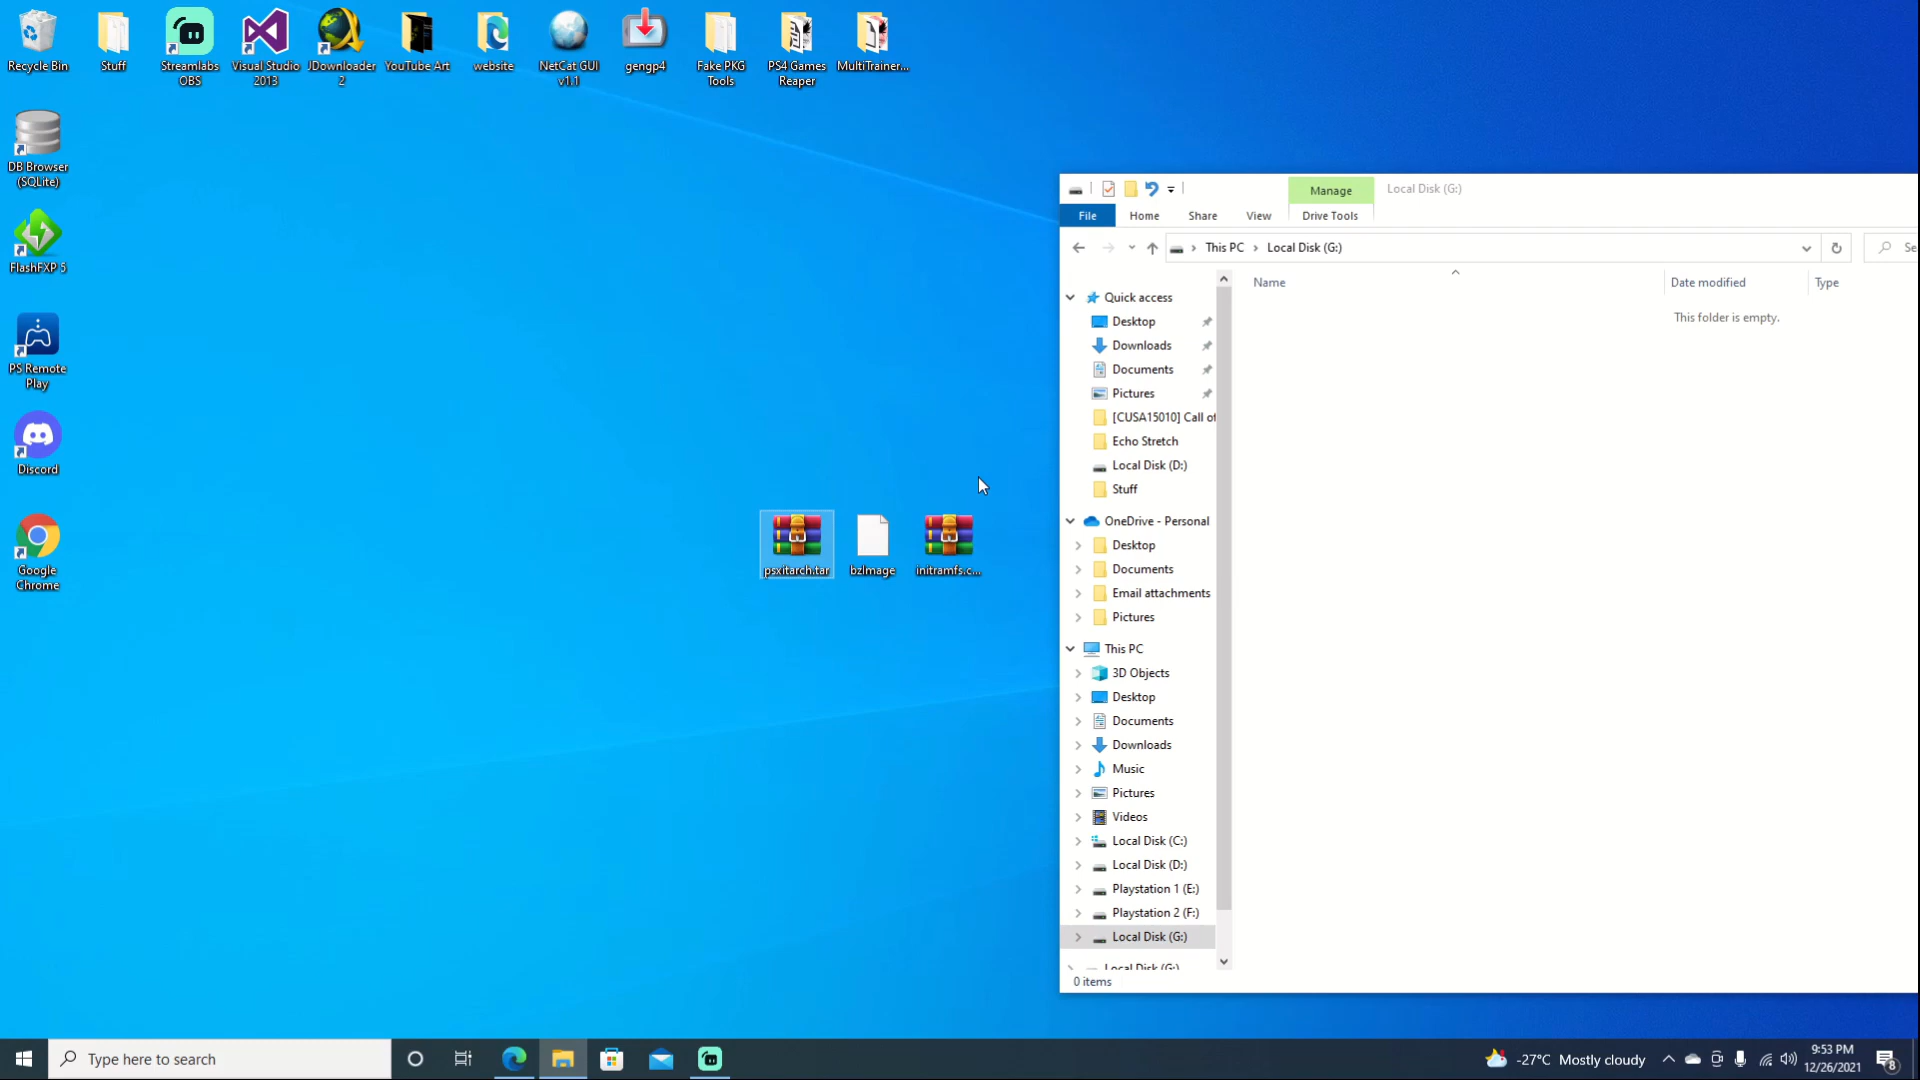 Recycle Bin
Stuff
Streamlabs OBS
Visual Studio 2013
JDownloader 2
YouTube Art
website
NetCat GUI v1.1
gengp4
Fake PKG Tools
PS4 Games Reaper
MultiTrainer...
DB Browser (SQLite)
FlashFXP 5
PS Remote Play
Discord
Google Chrome
psxitarch.tar
bzImage
initramfs.c...
Manage
Local Disk (G:)
File
Home
Share
View
Drive Tools
This PC
Local Disk (G:)
Se
Name
Date modified
Type
This folder is empty.
Quick access
Desktop
Downloads
Documents
Pictures
[CUSA15010] Call of
Echo Stretch
Local Disk (D:)
Stuff
OneDrive - Personal
Desktop
Documents
Email attachments
Pictures
This PC
3D Objects
Desktop
Documents
Downloads
Music
Pictures
Videos
Local Disk (C:)
Local Disk (D:)
Playstation 1 (E:)
Playstation 2 (F:)
Local Disk (G:)
Local Disk (G:)
0 items
Type here to search
-27°C Mostly cloudy
9:53 PM
12/26/2021
8